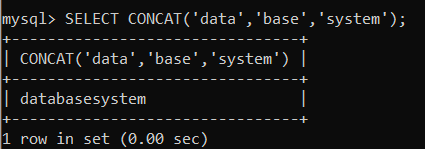 mysql> SELECT CONCAT('data','base','system');
+--------------------------------+
| CONCAT('data','base','system') |
+--------------------------------+
| databasesystem                 |
+--------------------------------+
1 row in set (0.00 sec)